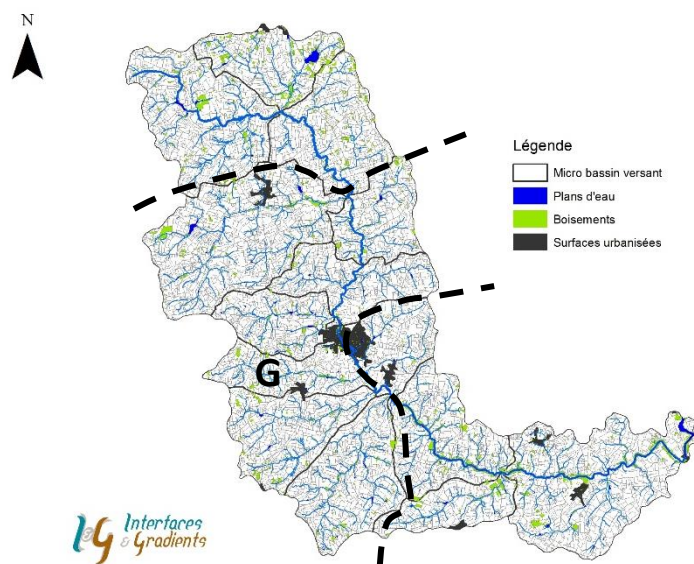 N
Légende
Micro bassin versant
Plans d'eau
Boisements
Surfaces urbanisées
G
I&G Interfaces
& Gradients